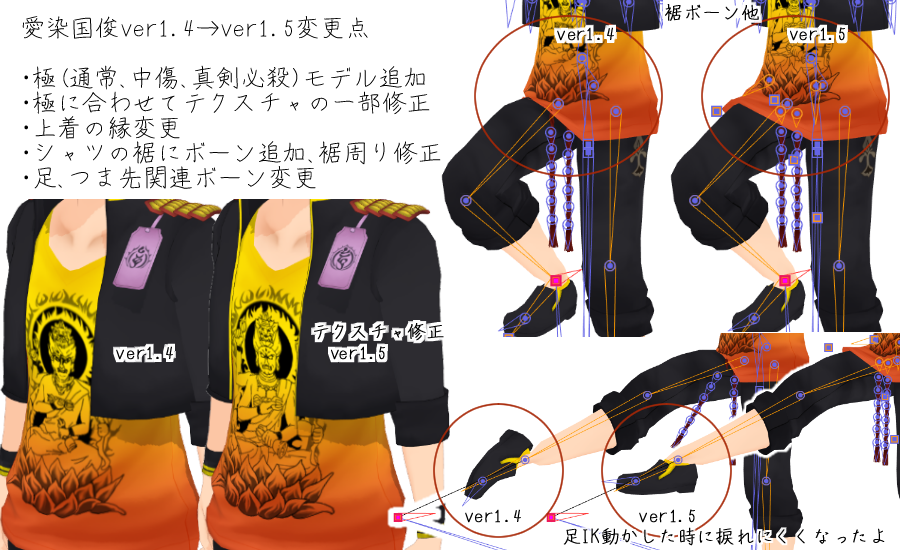 愛染国俊ver1.4→ver1.5変更点
・極(通常､中傷､真剣必殺)モデル追加
・極に合わせてテクスチャの一部修正
・上着の縁変更
・シャツの裾にボーン追加､裾周り修正
・足､つま先関連ボーン変更
裾ボーン他
ver1.4
ver1.5
テクスチャ修正
ver1.4
ver1.5
ver1.4
ver1.5
足IK動かした時に捩れにくくなったよ